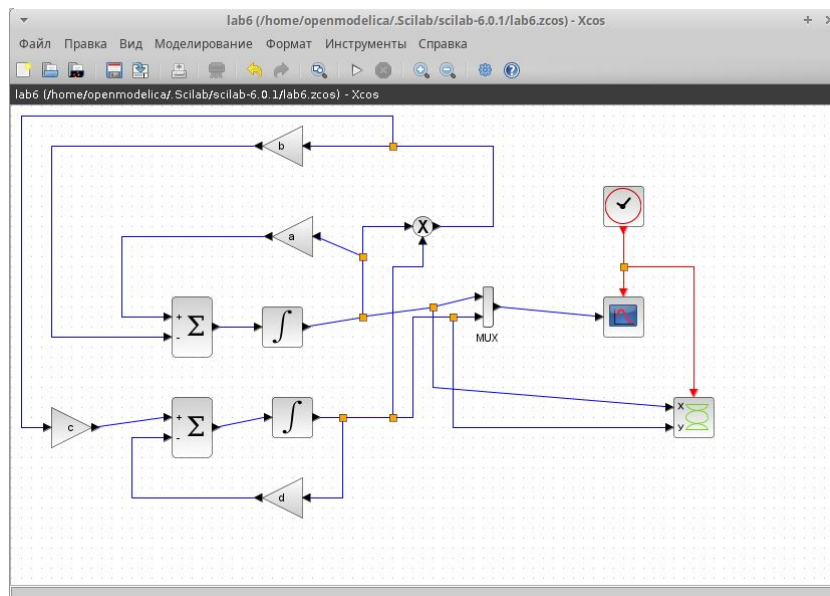 lab6 (/home/openmodelica/.Scilab/scilab-6.0.1/lab6.zcos) - Xcos
Файл Правка Вид Моделирование Формат Инструменты Справка
lab6 (/home/openmodelica/.Scilab/scilab-6.0.1/lab6.zcos) - Xcos
b
a
X
+
-
Σ
∫
MUX
c
+
-
Σ
∫
X
y
d